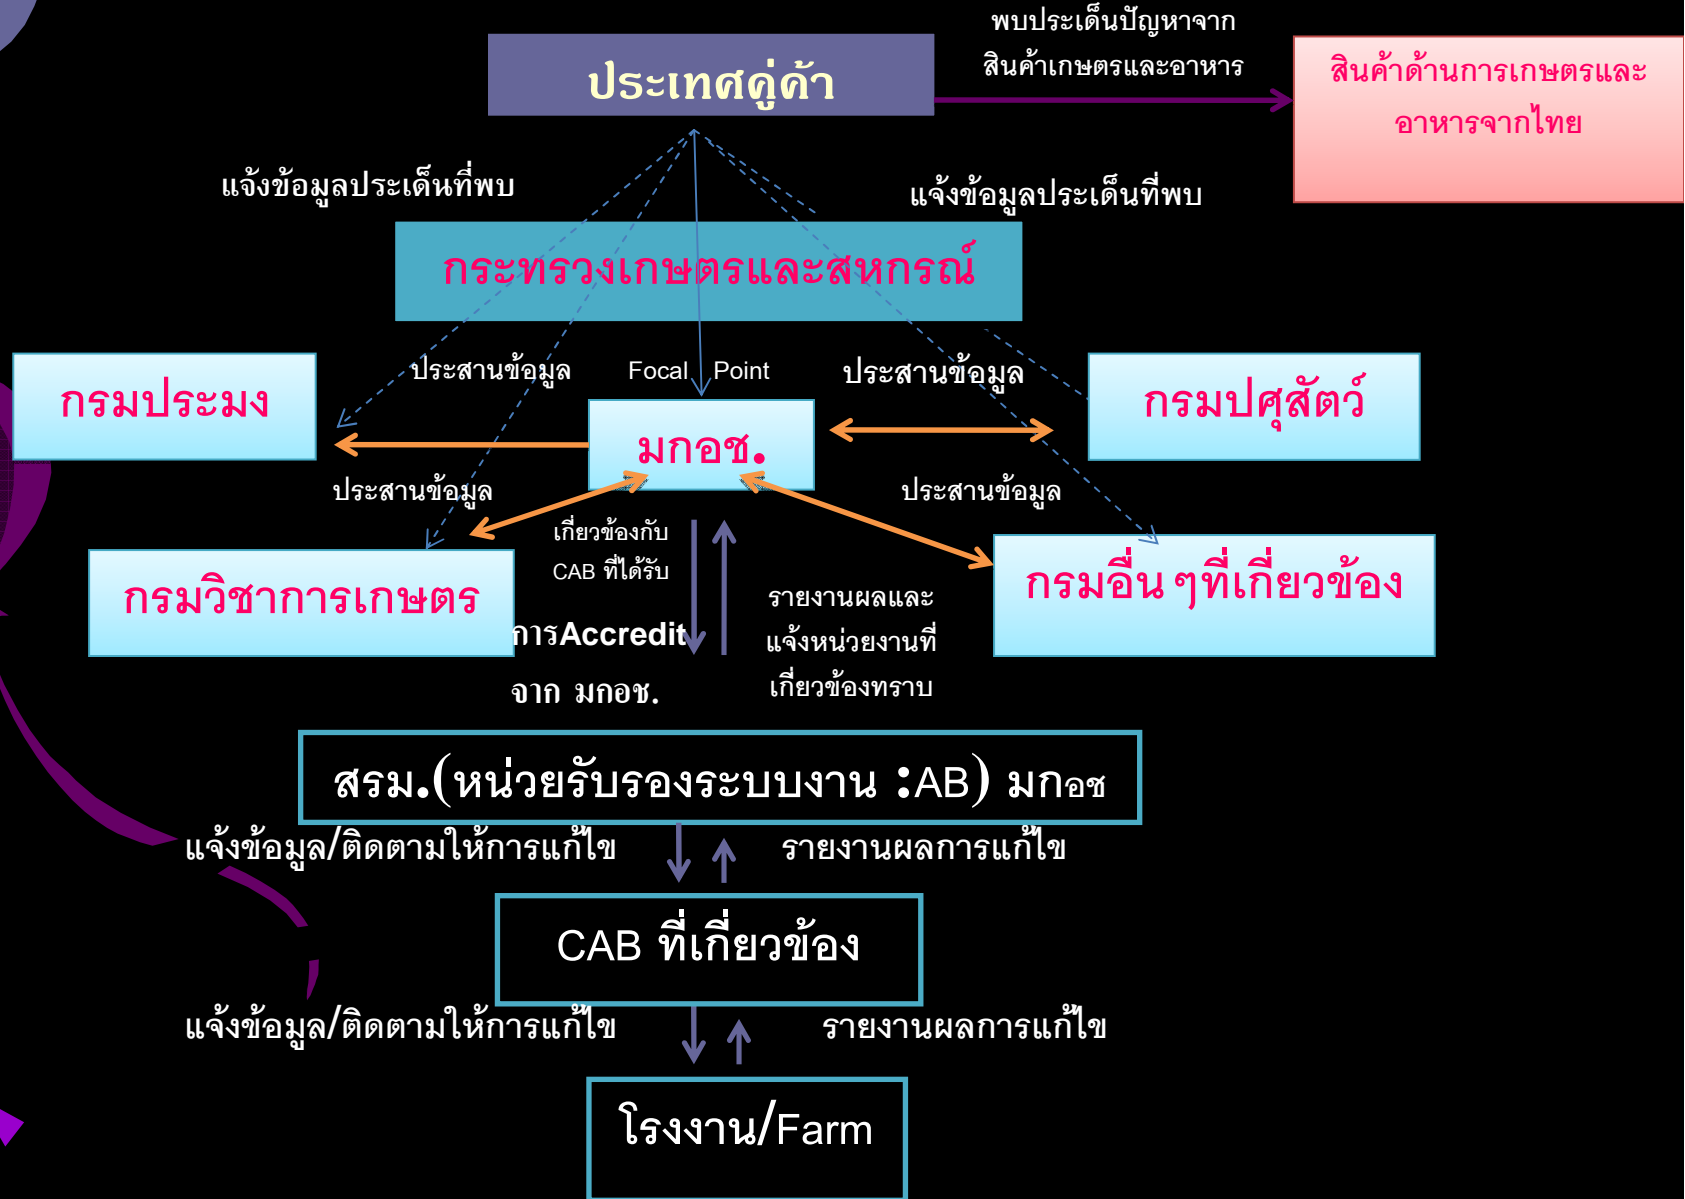 พบประเด็นปัญหาจาก
สินค้าเกษตรและอาหาร
ประเทศคู่ค้า
สินค้าด้านการเกษตรและ
อาหารจากไทย
แจ้งข้อมูลประเด็นที่พบ
แจ้งข้อมูลประเด็นที่พบ
กระทรวงเกษตรและสหกรณ์
ประสานข้อมูล
Focal Point
ประสานข้อมูล
กรมประมง
มกอช.
กรมปศุสัตว์
ประสานข้อมูล
ประสานข้อมูล
เกี่ยวข้องกับ
CAB ที่ได้รับ
การAccredit
จาก มกอช.
กรมวิชาการเกษตร
รายงานผลและ
แจ้งหน่วยงานที่
เกี่ยวข้องทราบ
กรมอื่นๆที่เกี่ยวข้อง
สรม.(หน่วยรับรองระบบงาน :AB) มกอช
แจ้งข้อมูล/ติดตามให้การแก้ไข
รายงานผลการแก้ไข
CAB ที่เกี่ยวข้อง
แจ้งข้อมูล/ติดตามให้การแก้ไข
รายงานผลการแก้ไข
โรงงาน/Farm